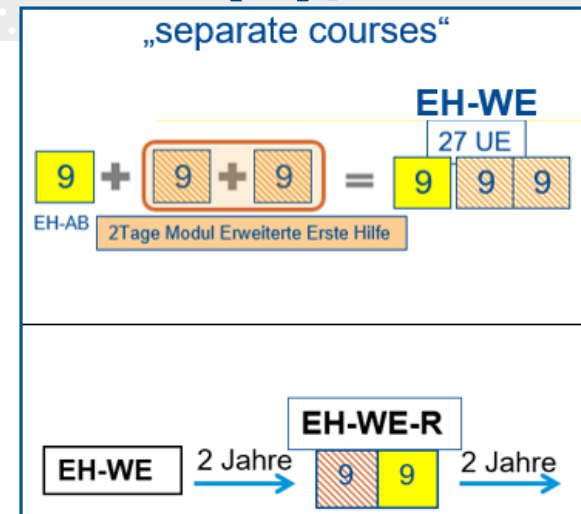 „separate courses“
EH-WE
27 UE
9 + 9 + 9 = 9 9 9
EH-AB
2Tage Modul Erweiterte Erste Hilfe
EH-WE-R
EH-WE 2 Jahre 9 9 2 Jahre